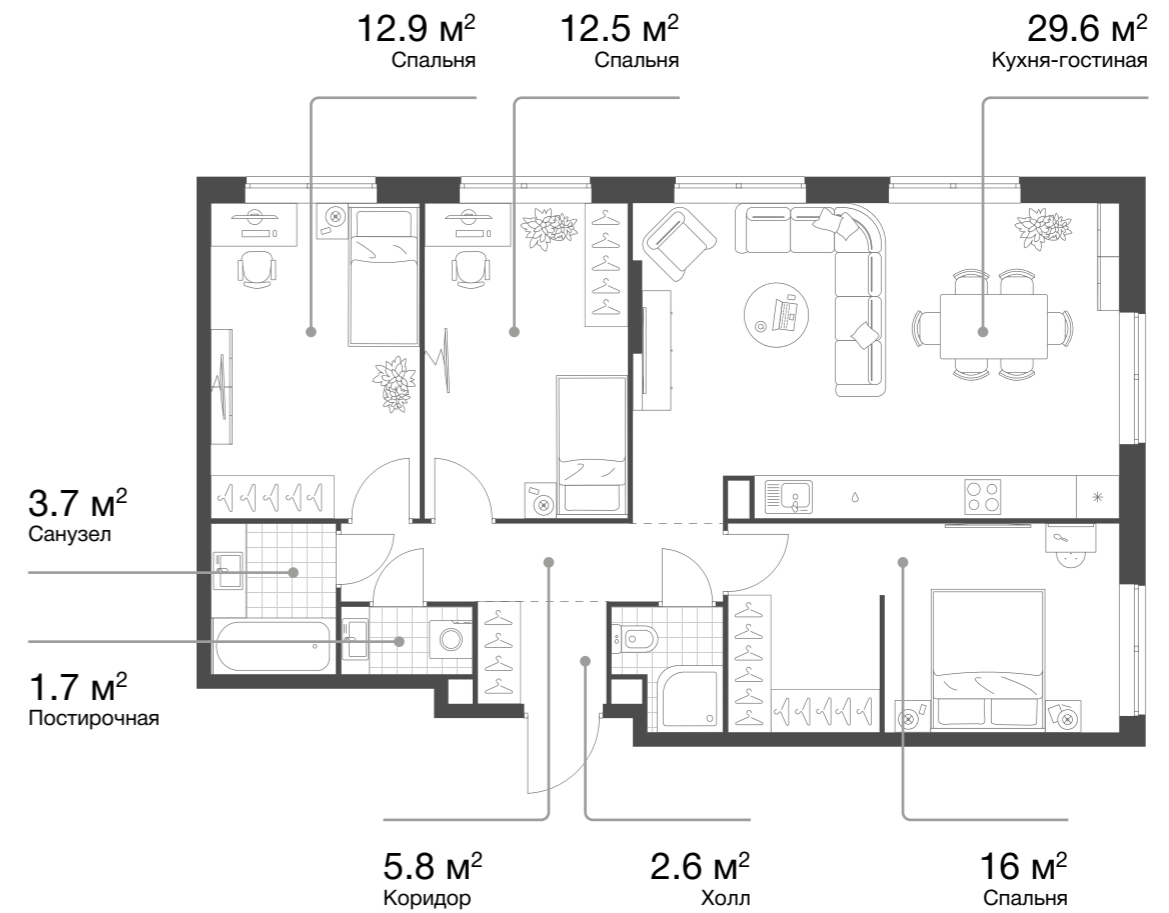 12.9 м²
Спальня
12.5 м²
Спальня
29.6 м²
Кухня-гостиная
3.7 м²
Санузел
1.7 м²
Постирочная
5.8 м²
Коридор
2.6 м²
Холл
16 м²
Спальня